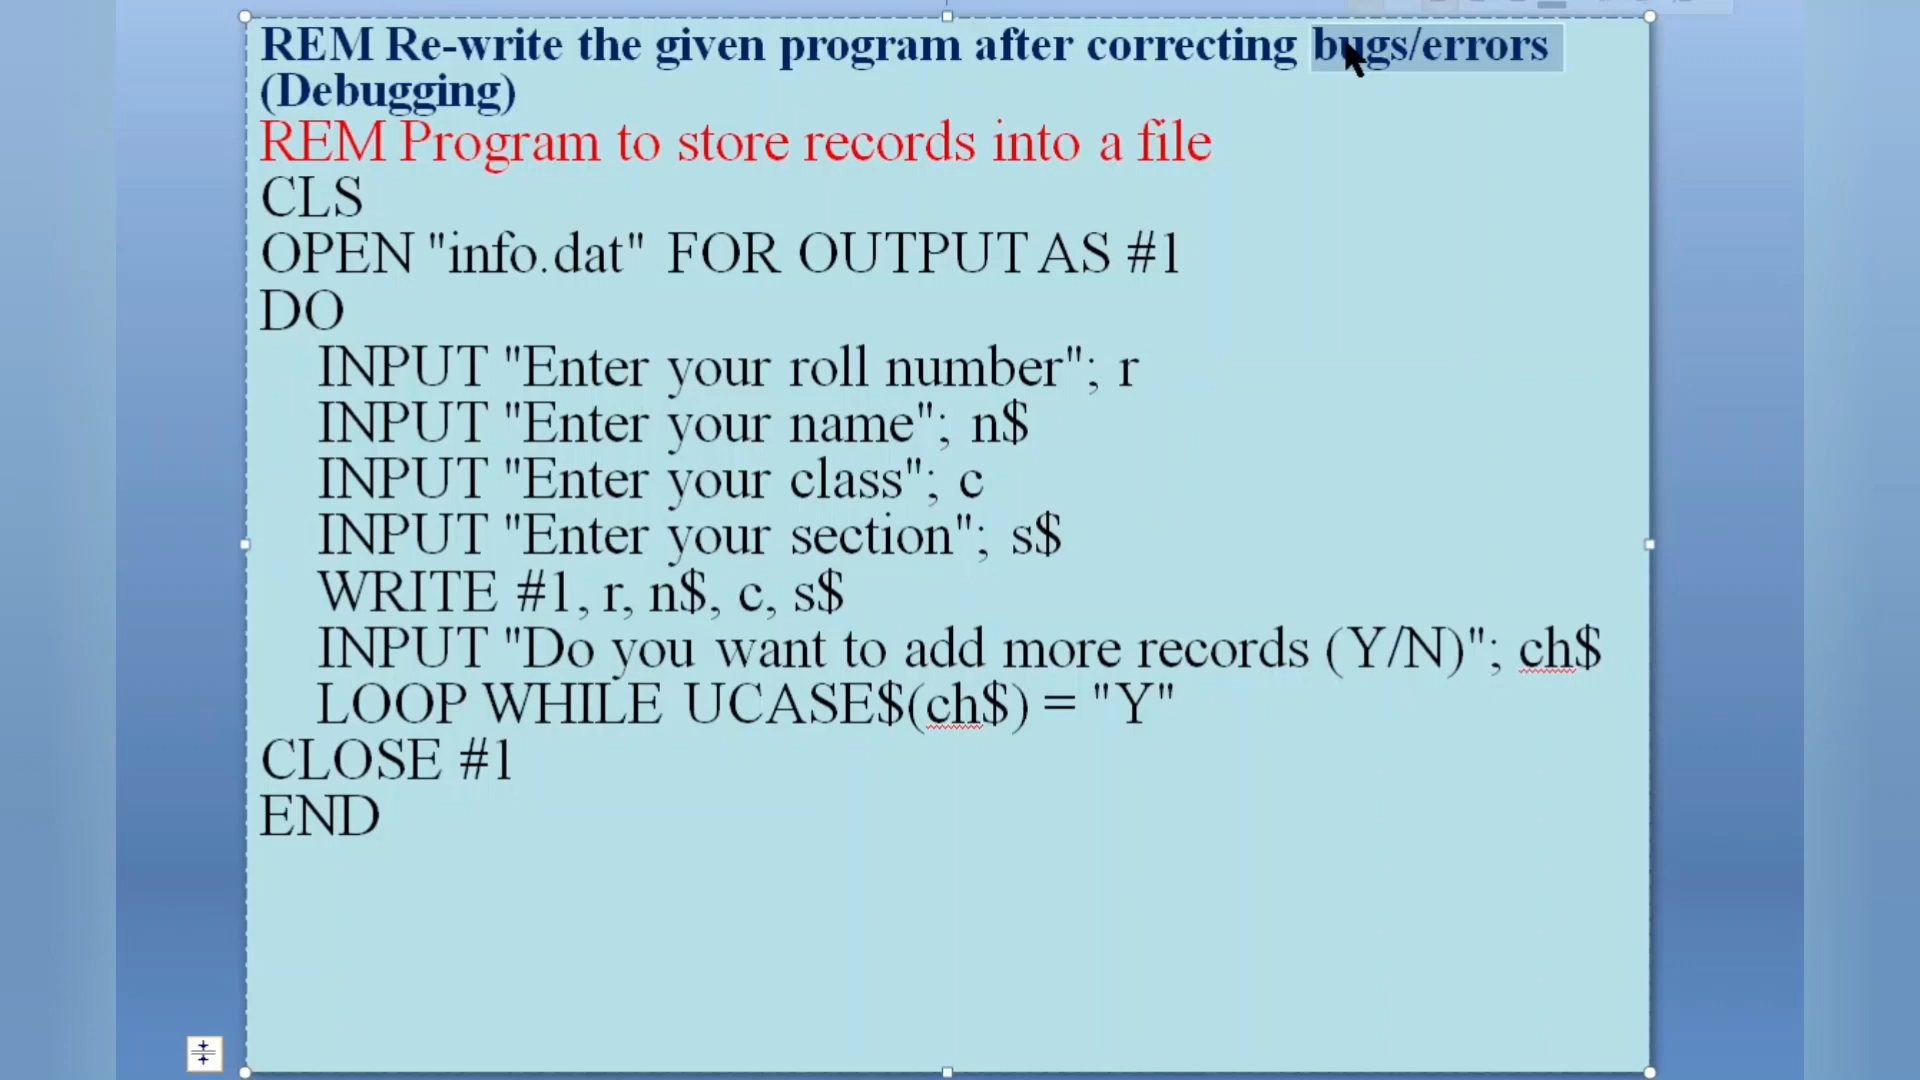 REM Re-write the given program after correcting bugs/errors
(Debugging)
REM Program to store records into a file
CLS
OPEN "info.dat" FOR OUTPUT AS #1
DO
INPUT "Enter your roll number"; r
INPUT "Enter your name"; n$
INPUT "Enter your class"; c
INPUT "Enter your section"; s$
WRITE #1, r, n$, c, s$
INPUT "Do you want to add more records (Y/N)"; ch$
LOOP WHILE UCASE$(ch$) = "Y"
CLOSE #1
END